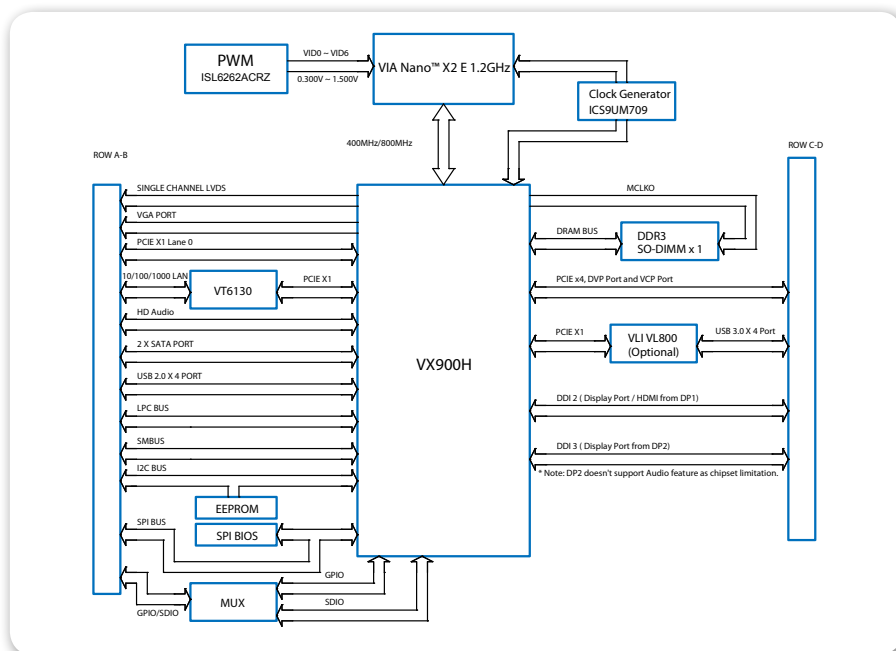 PWM
ISL6262ACRZ
VID0 ~ VID6
0.300V ~ 1.500V
VIA Nano™ X2 E 1.2GHz
Clock Generator
ICS9UM709
400MHz/800MHz
ROW A-B
ROW C-D
SINGLE CHANNEL LVDS
VGA PORT
PCIE X1 Lane 0
10/100/1000 LAN
VT6130
PCIE X1
HD Audio
2 X SATA PORT
USB 2.0 X 4 PORT
LPC BUS
SMBUS
I2C BUS
EEPROM
SPI BIOS
SPI BUS
GPIO/SDIO
MUX
GPIO
SDIO
VX900H
MCLKO
DRAM BUS
DDR3
SO-DIMM x 1
PCIE x4, DVP Port and VCP Port
PCIE X1
VLI VL800
(Optional)
USB 3.0 X 4 Port
DDI 2 ( Display Port / HDMI from DP1)
DDI 3 ( Display Port from DP2)
* Note: DP2 doesn't support Audio feature as chipset limitation.